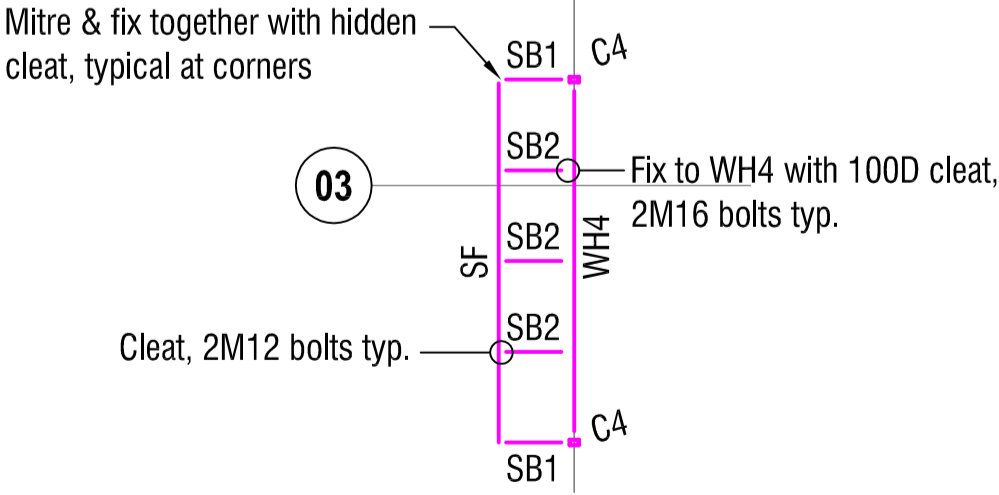 Mitre & fix together with hidden
cleat, typical at corners
SB1
C4
SB2
03
Fix to WH4 with 100D cleat,
2M16 bolts typ.
SB2
SF
WH4
SB2
Cleat, 2M12 bolts typ.
C4
SB1